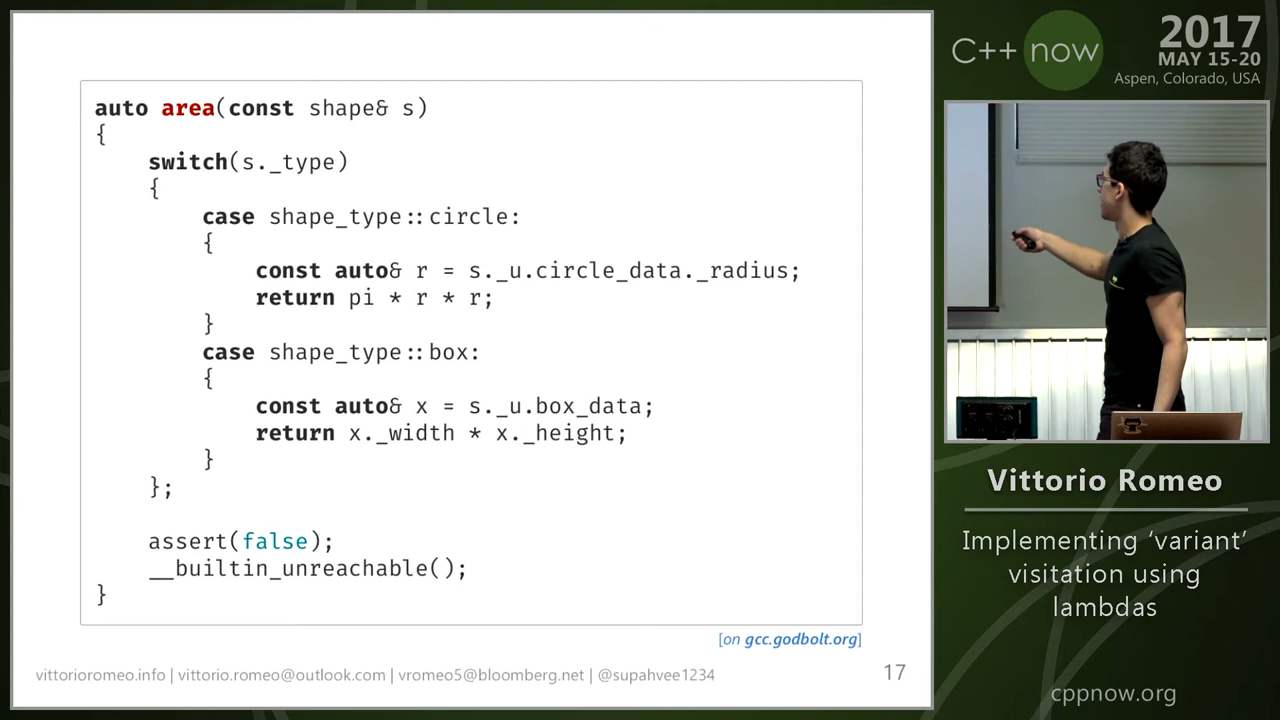 auto area(const shape& s)
{
    switch(s._type)
    {
        case shape_type::circle:
        {
            const auto& r = s._u.circle_data._radius;
            return pi * r * r;
        }
        case shape_type::box:
        {
            const auto& x = s._u.box_data;
            return x._width * x._height;
        }
    };
    assert(false);
    __builtin_unreachable();
}
[on gcc.godbolt.org]
vittorioromeo.info | vittorio.romeo@outlook.com | vromeo5@bloomberg.net | @supahvee1234
17
C++ now
2017
MAY 15-20
Aspen, Colorado, USA
Vittorio Romeo
Implementing ‘variant’
visitation using
lambdas
cppnow.org